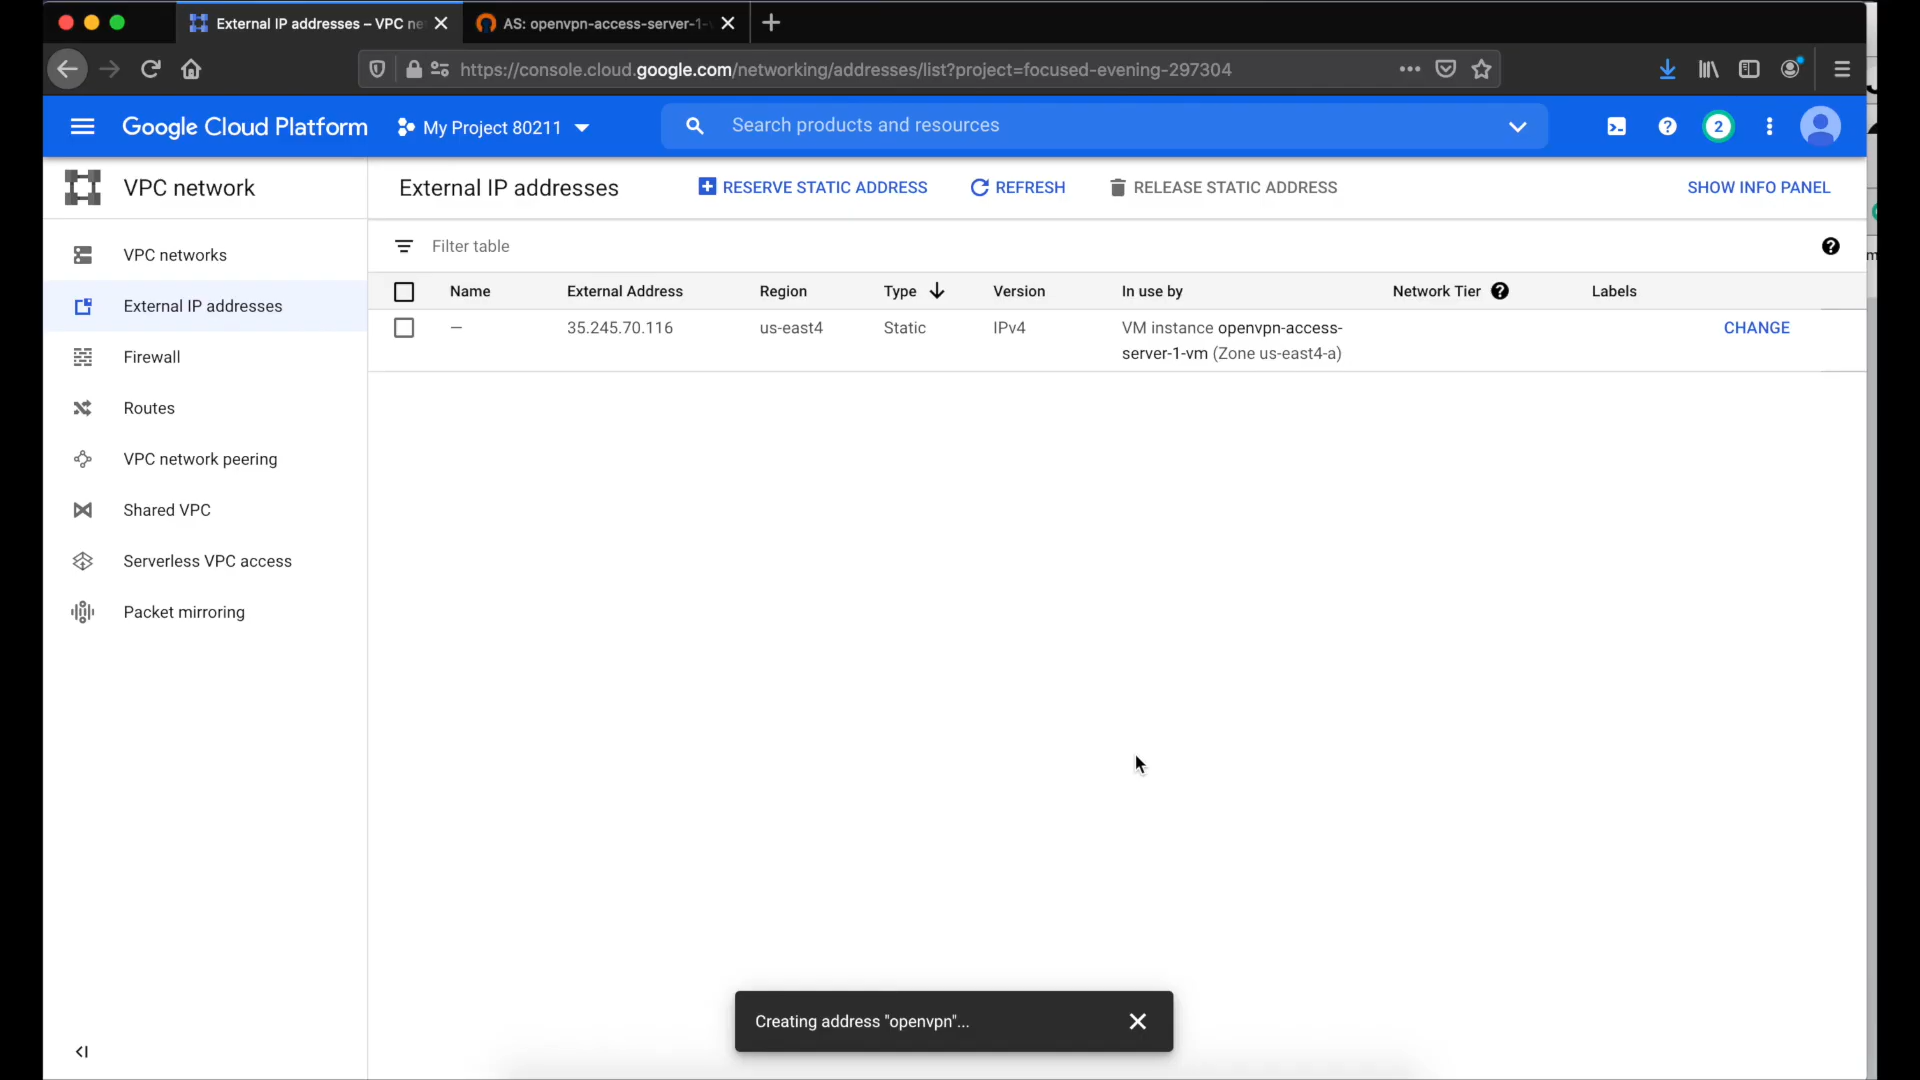 External IP addresses – VPC ne
AS: openvpn-access-server-1-
https://console.cloud.google.com/networking/addresses/list?project=focused-evening-297304
Google Cloud Platform
My Project 80211
Search products and resources
2
VPC network
External IP addresses
RESERVE STATIC ADDRESS
REFRESH
RELEASE STATIC ADDRESS
SHOW INFO PANEL
VPC networks
External IP addresses
Firewall
Routes
VPC network peering
Shared VPC
Serverless VPC access
Packet mirroring
Filter table
Name External Address Region Type Version In use by Network Tier Labels
— 35.245.70.116 us-east4 Static IPv4 VM instance openvpn-access- CHANGE
server-1-vm (Zone us-east4-a)
Creating address "openvpn"...